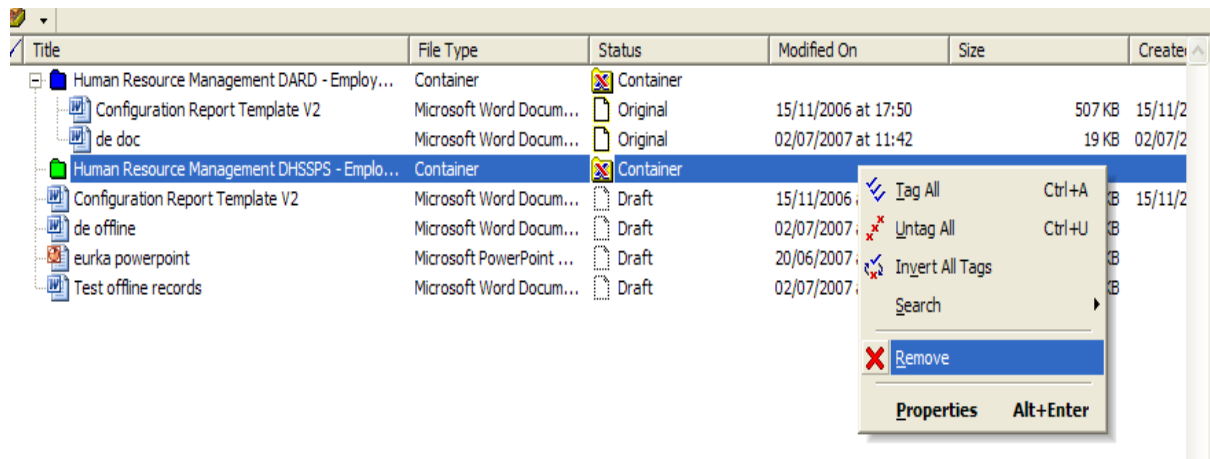 Title File Type Status Modified On Size Created
Human Resource Management DARD - Employ... Container Container
Configuration Report Template V2 Microsoft Word Docum... Original 15/11/2006 at 17:50 507 KB 15/11/2
de doc Microsoft Word Docum... Original 02/07/2007 at 11:42 19 KB 02/07/2
Human Resource Management DHSSPS - Emplo... Container Container
Configuration Report Template V2 Microsoft Word Docum... Draft 15/11/2006 KB 15/11/2
de offline Microsoft Word Docum... Draft 02/07/2007 KB
eurka powerpoint Microsoft PowerPoint ... Draft 20/06/2007 KB
Test offline records Microsoft Word Docum... Draft 02/07/2007 KB
Tag All Ctrl+A
Untag All Ctrl+U
Invert All Tags
Search
Remove
Properties Alt+Enter